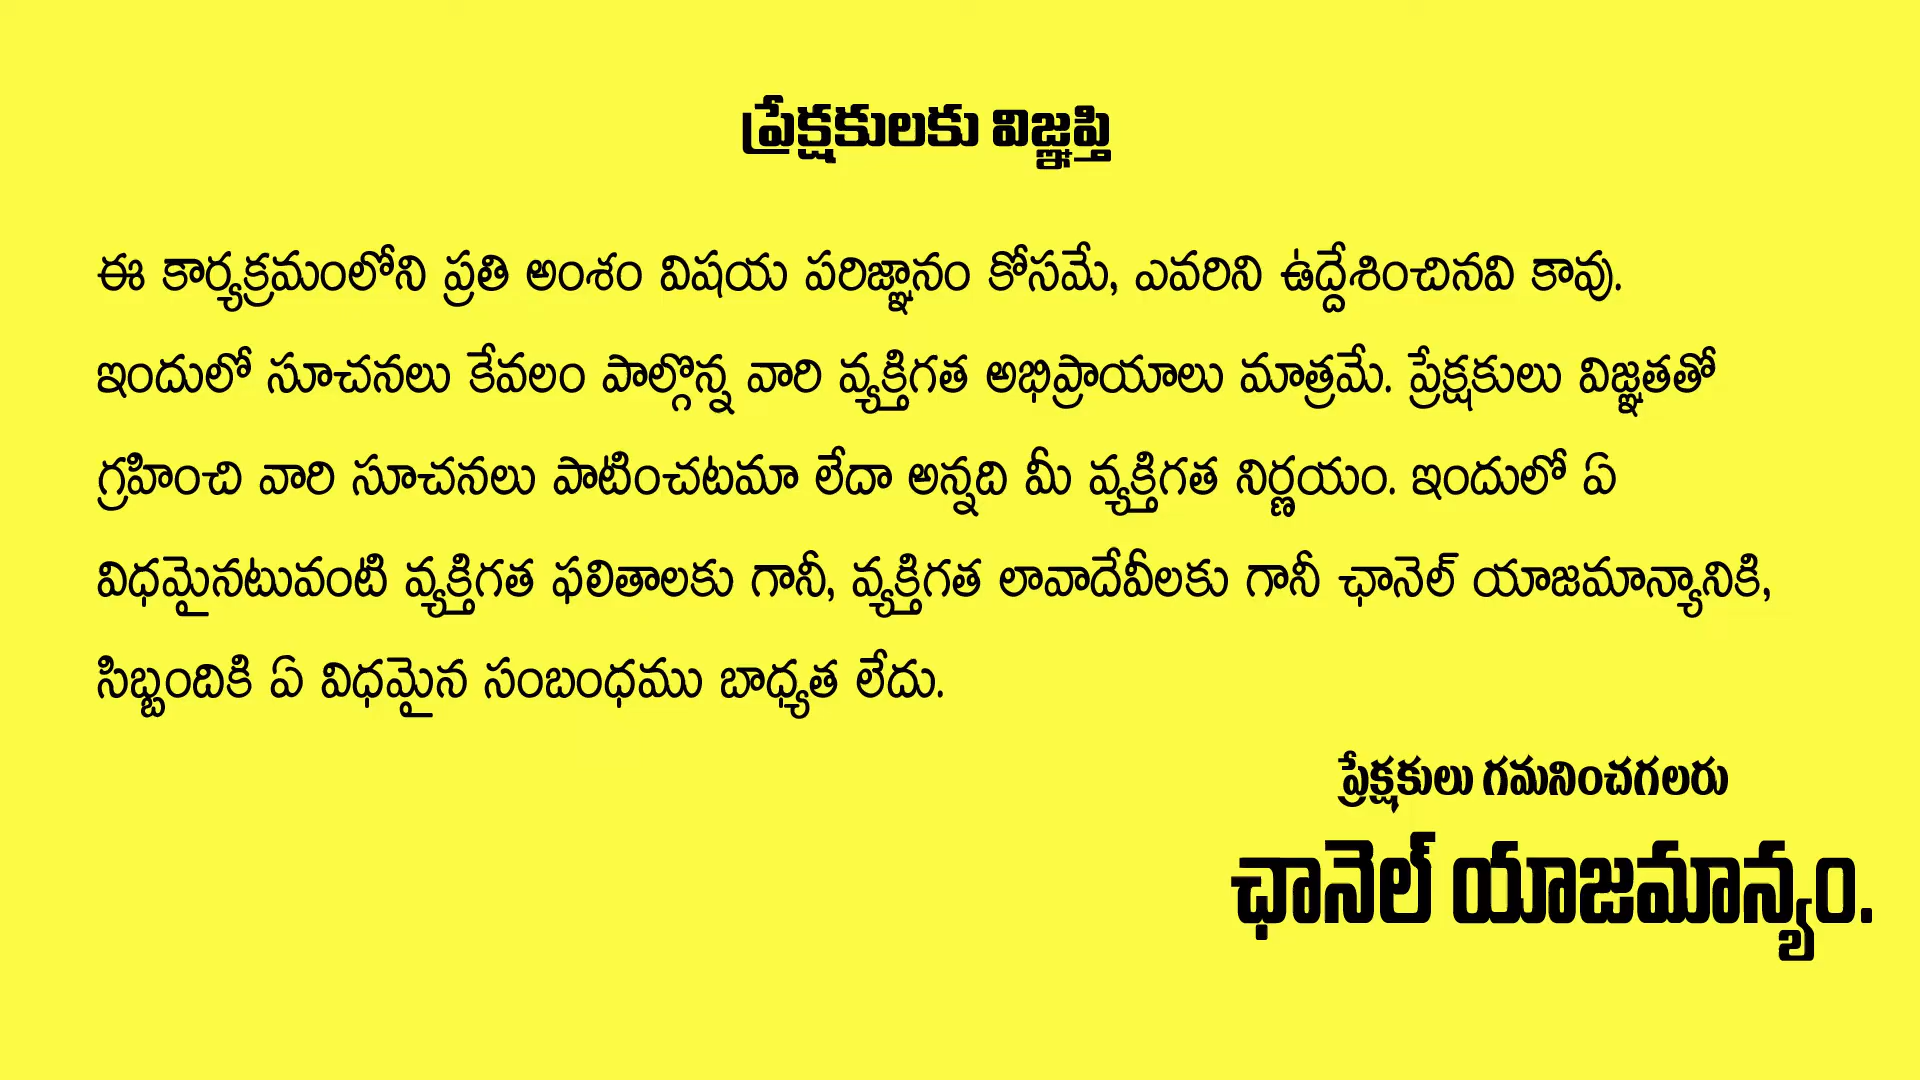 ప్రేక్షకులకు విజ్ఞప్తి
ఈ కార్యక్రమంలోని ప్రతి అంశం విషయ పరిజ్ఞానం కోసమే, ఎవరిని ఉద్దేశించినవి కావు.
ఇందులో సూచనలు కేవలం పాల్గొన్న వారి వ్యక్తిగత అభిప్రాయాలు మాత్రమే. ప్రేక్షకులు విజ్ఞతతో
గ్రహించి వారి సూచనలు పాటించటమా లేదా అన్నది మీ వ్యక్తిగత నిర్ణయం. ఇందులో ఏ
విధమైనటువంటి వ్యక్తిగత ఫలితాలకు గానీ, వ్యక్తిగత లావాదేవీలకు గానీ ఛానెల్ యాజమాన్యానికి,
సిబ్బందికి ఏ విధమైన సంబంధము బాధ్యత లేదు.
ప్రేక్షకులు గమనించగలరు
ఛానెల్ యాజమాన్యం.